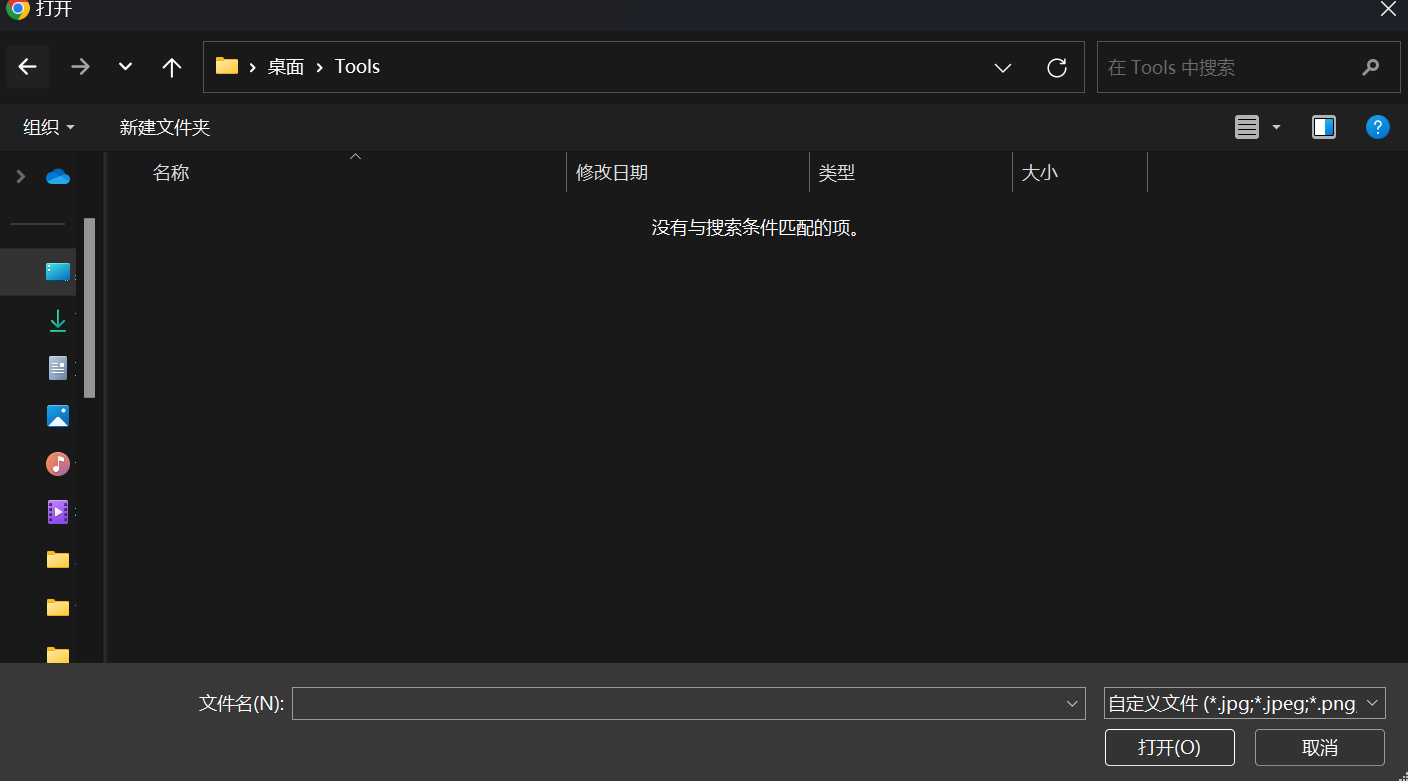 打开
桌面 Tools
在 Tools 中搜索
组织 新建文件夹
名称 修改日期 类型 大小
没有与搜索条件匹配的项。
文件名(N):
自定义文件 (*.jpg;*.jpeg;*.png,
打开(O) 取消